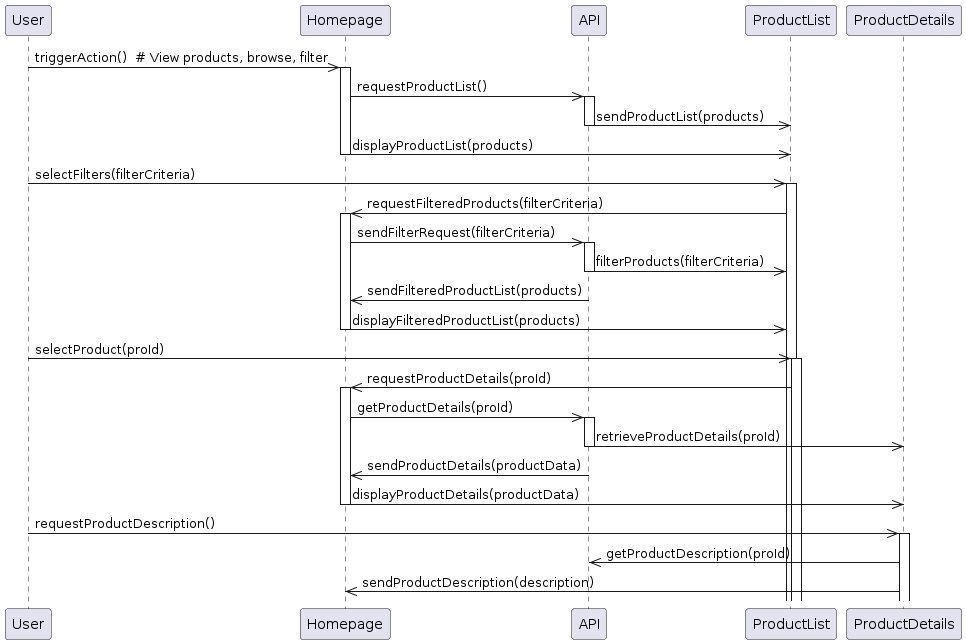 User Homepage API ProductList ProductDetails
triggerAction()  # View products, browse, filter
requestProductList()
sendProductList(products)
displayProductList(products)
selectFilters(filterCriteria)
requestFilteredProducts(filterCriteria)
sendFilterRequest(filterCriteria)
filterProducts(filterCriteria)
sendFilteredProductList(products)
displayFilteredProductList(products)
selectProduct(proId)
requestProductDetails(proId)
getProductDetails(proId)
retrieveProductDetails(proId)
sendProductDetails(productData)
displayProductDetails(productData)
requestProductDescription()
getProductDescription(proId)
sendProductDescription(description)
User Homepage API ProductList ProductDetails